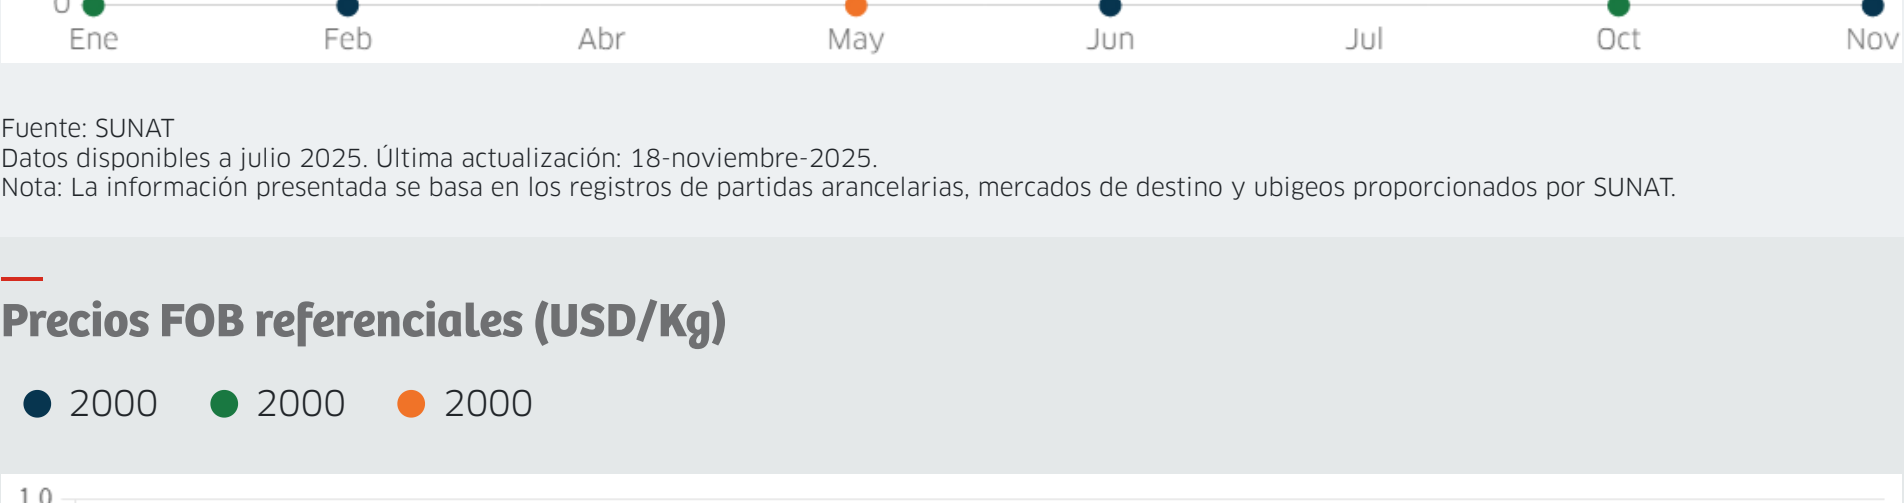 0
Ene Feb Abr May Jun Jul Oct Nov
Fuente: SUNAT
Datos disponibles a julio 2025. Última actualización: 18-noviembre-2025.
Nota: La información presentada se basa en los registros de partidas arancelarias, mercados de destino y ubigeos proporcionados por SUNAT.
Precios FOB referenciales (USD/Kg)
2000 2000 2000
1.0